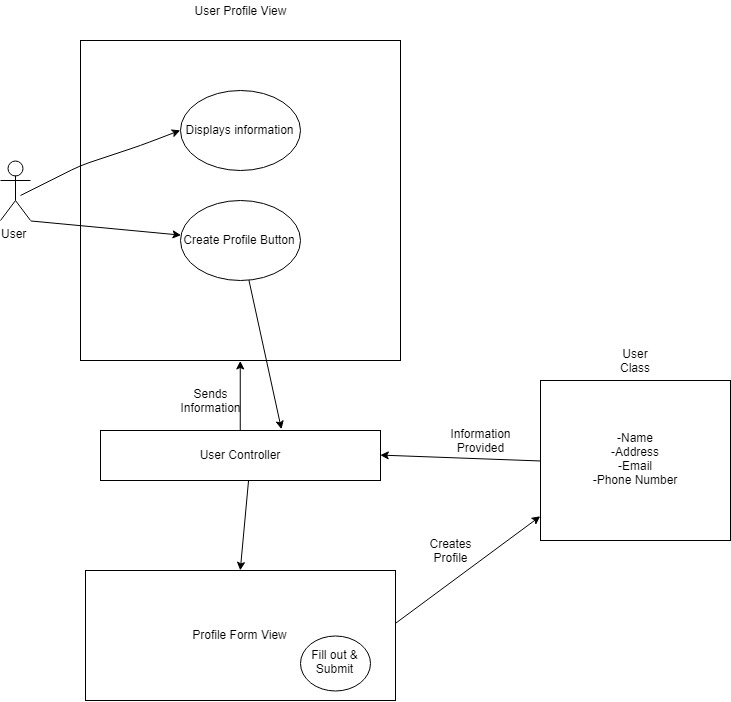 User Profile View
Displays information
User
Create Profile Button
Sends
Information
User
Class
User Controller
Information
Provided
-Name
-Address
-Email
-Phone Number
Creates
Profile
Profile Form View
Fill out &
Submit